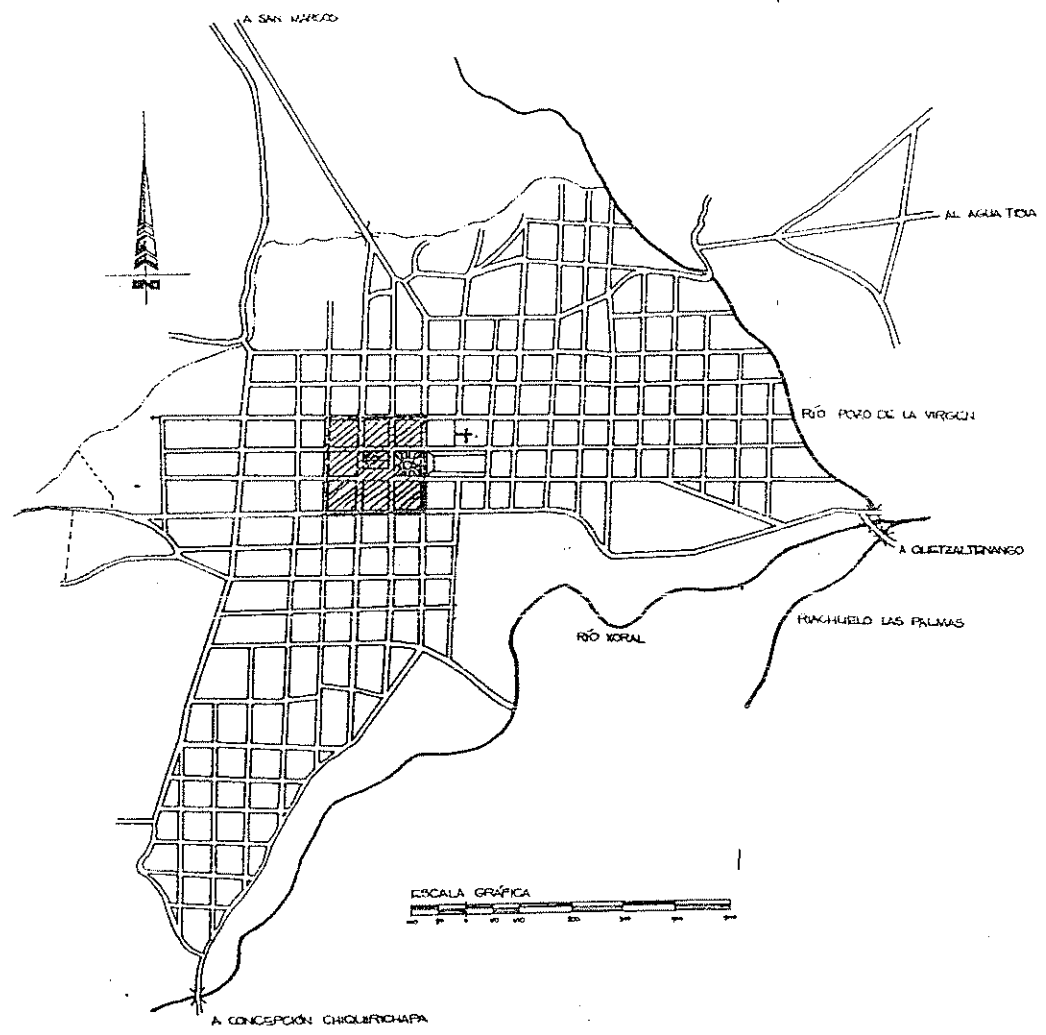 A SAN MARCOS
N
AL AGUA TIBIA
RÍO POZO DE LA VIRGEN
A QUETZALTENANGO
RÍO XORAL
RIACHUELO LAS PALMAS
ESCALA GRÁFICA
A CONCEPCIÓN CHIQUIRICHAPA